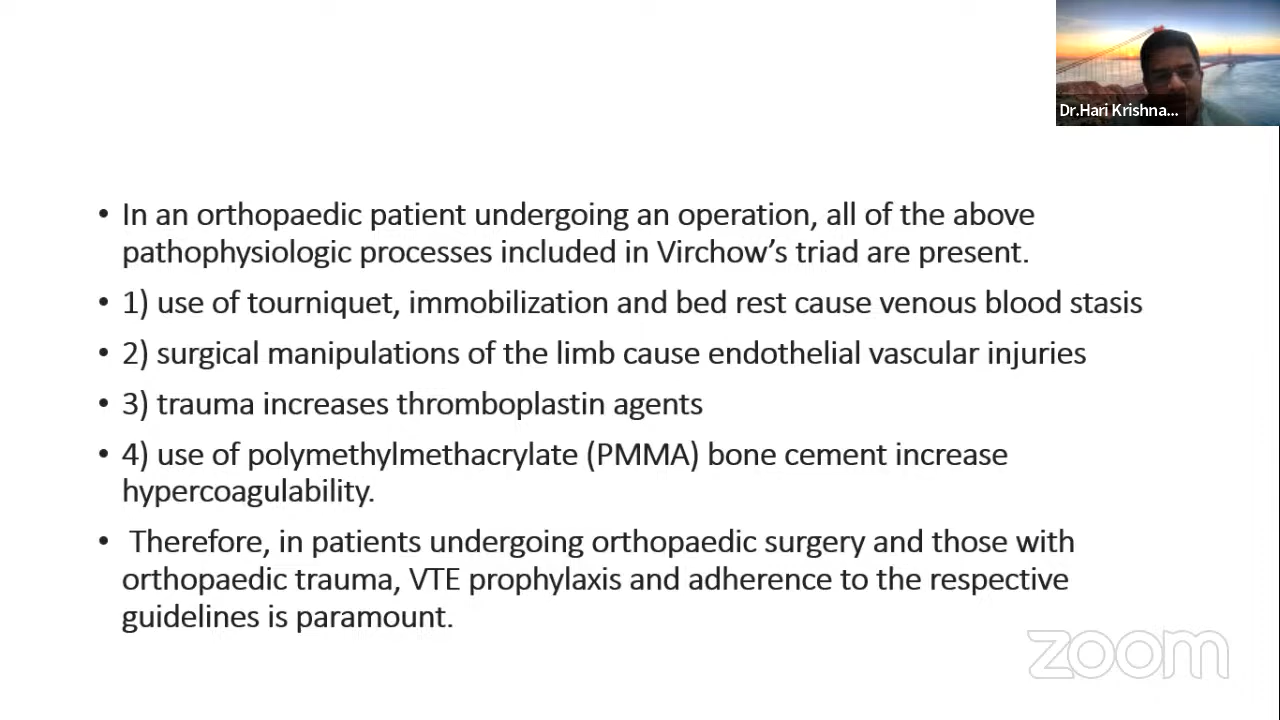 Dr.Hari Krishna...
• In an orthopaedic patient undergoing an operation, all of the above
pathophysiologic processes included in Virchow’s triad are present.
• 1) use of tourniquet, immobilization and bed rest cause venous blood stasis
• 2) surgical manipulations of the limb cause endothelial vascular injuries
• 3) trauma increases thromboplastin agents
• 4) use of polymethylmethacrylate (PMMA) bone cement increase
hypercoagulability.
• Therefore, in patients undergoing orthopaedic surgery and those with
orthopaedic trauma, VTE prophylaxis and adherence to the respective
guidelines is paramount.
zoom